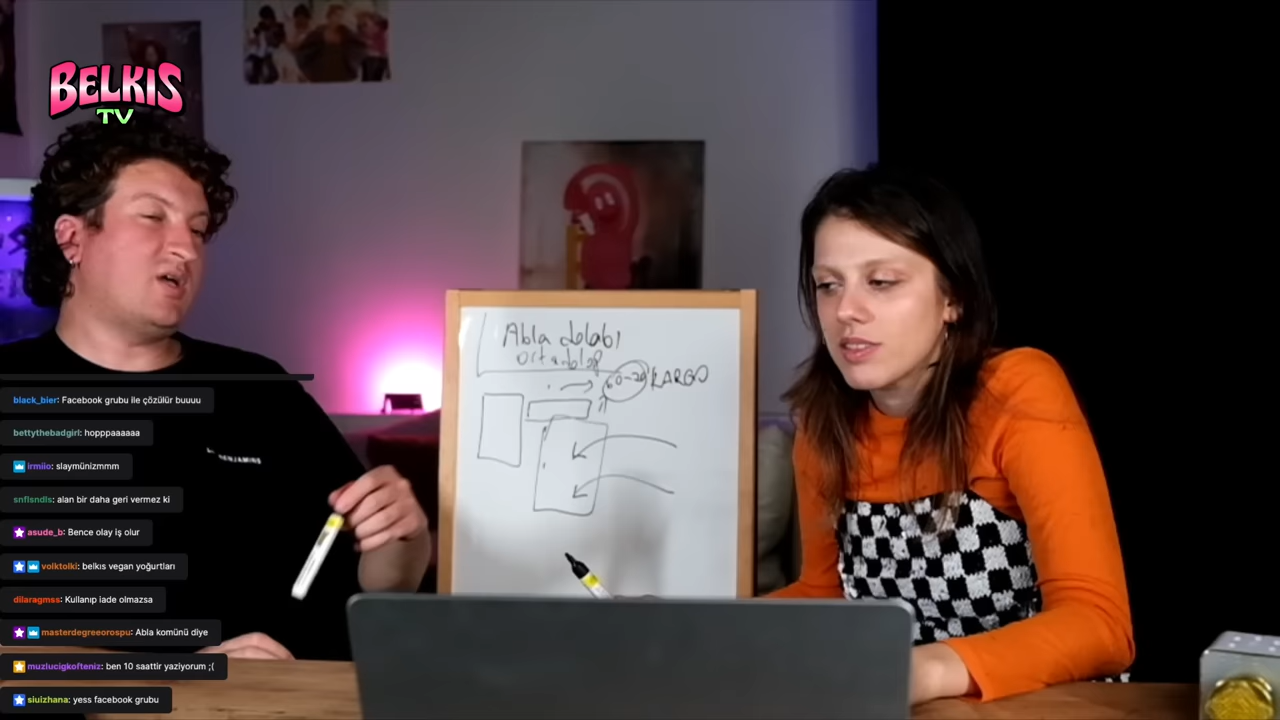 BELKIS
TV
Abla dolabı
KARGO
black_bier: Facebook grubu ile çözülür buuuu
bettythebadgirl: hopppaaaaaa
irmiio: slaymünizmmm
snflsndls: alan bir daha geri vermez ki
asude_b: Bence olay iş olur
voiktoiki: belkıs vegan yoğurtları
dilaragmss: Kullanıp iade olmazsa
masterdegreeorospu: Abla komünü diye
muzlucigkofteniz: ben 10 saattir yaziyorum ;(
siuizhana: yess facebook grubu